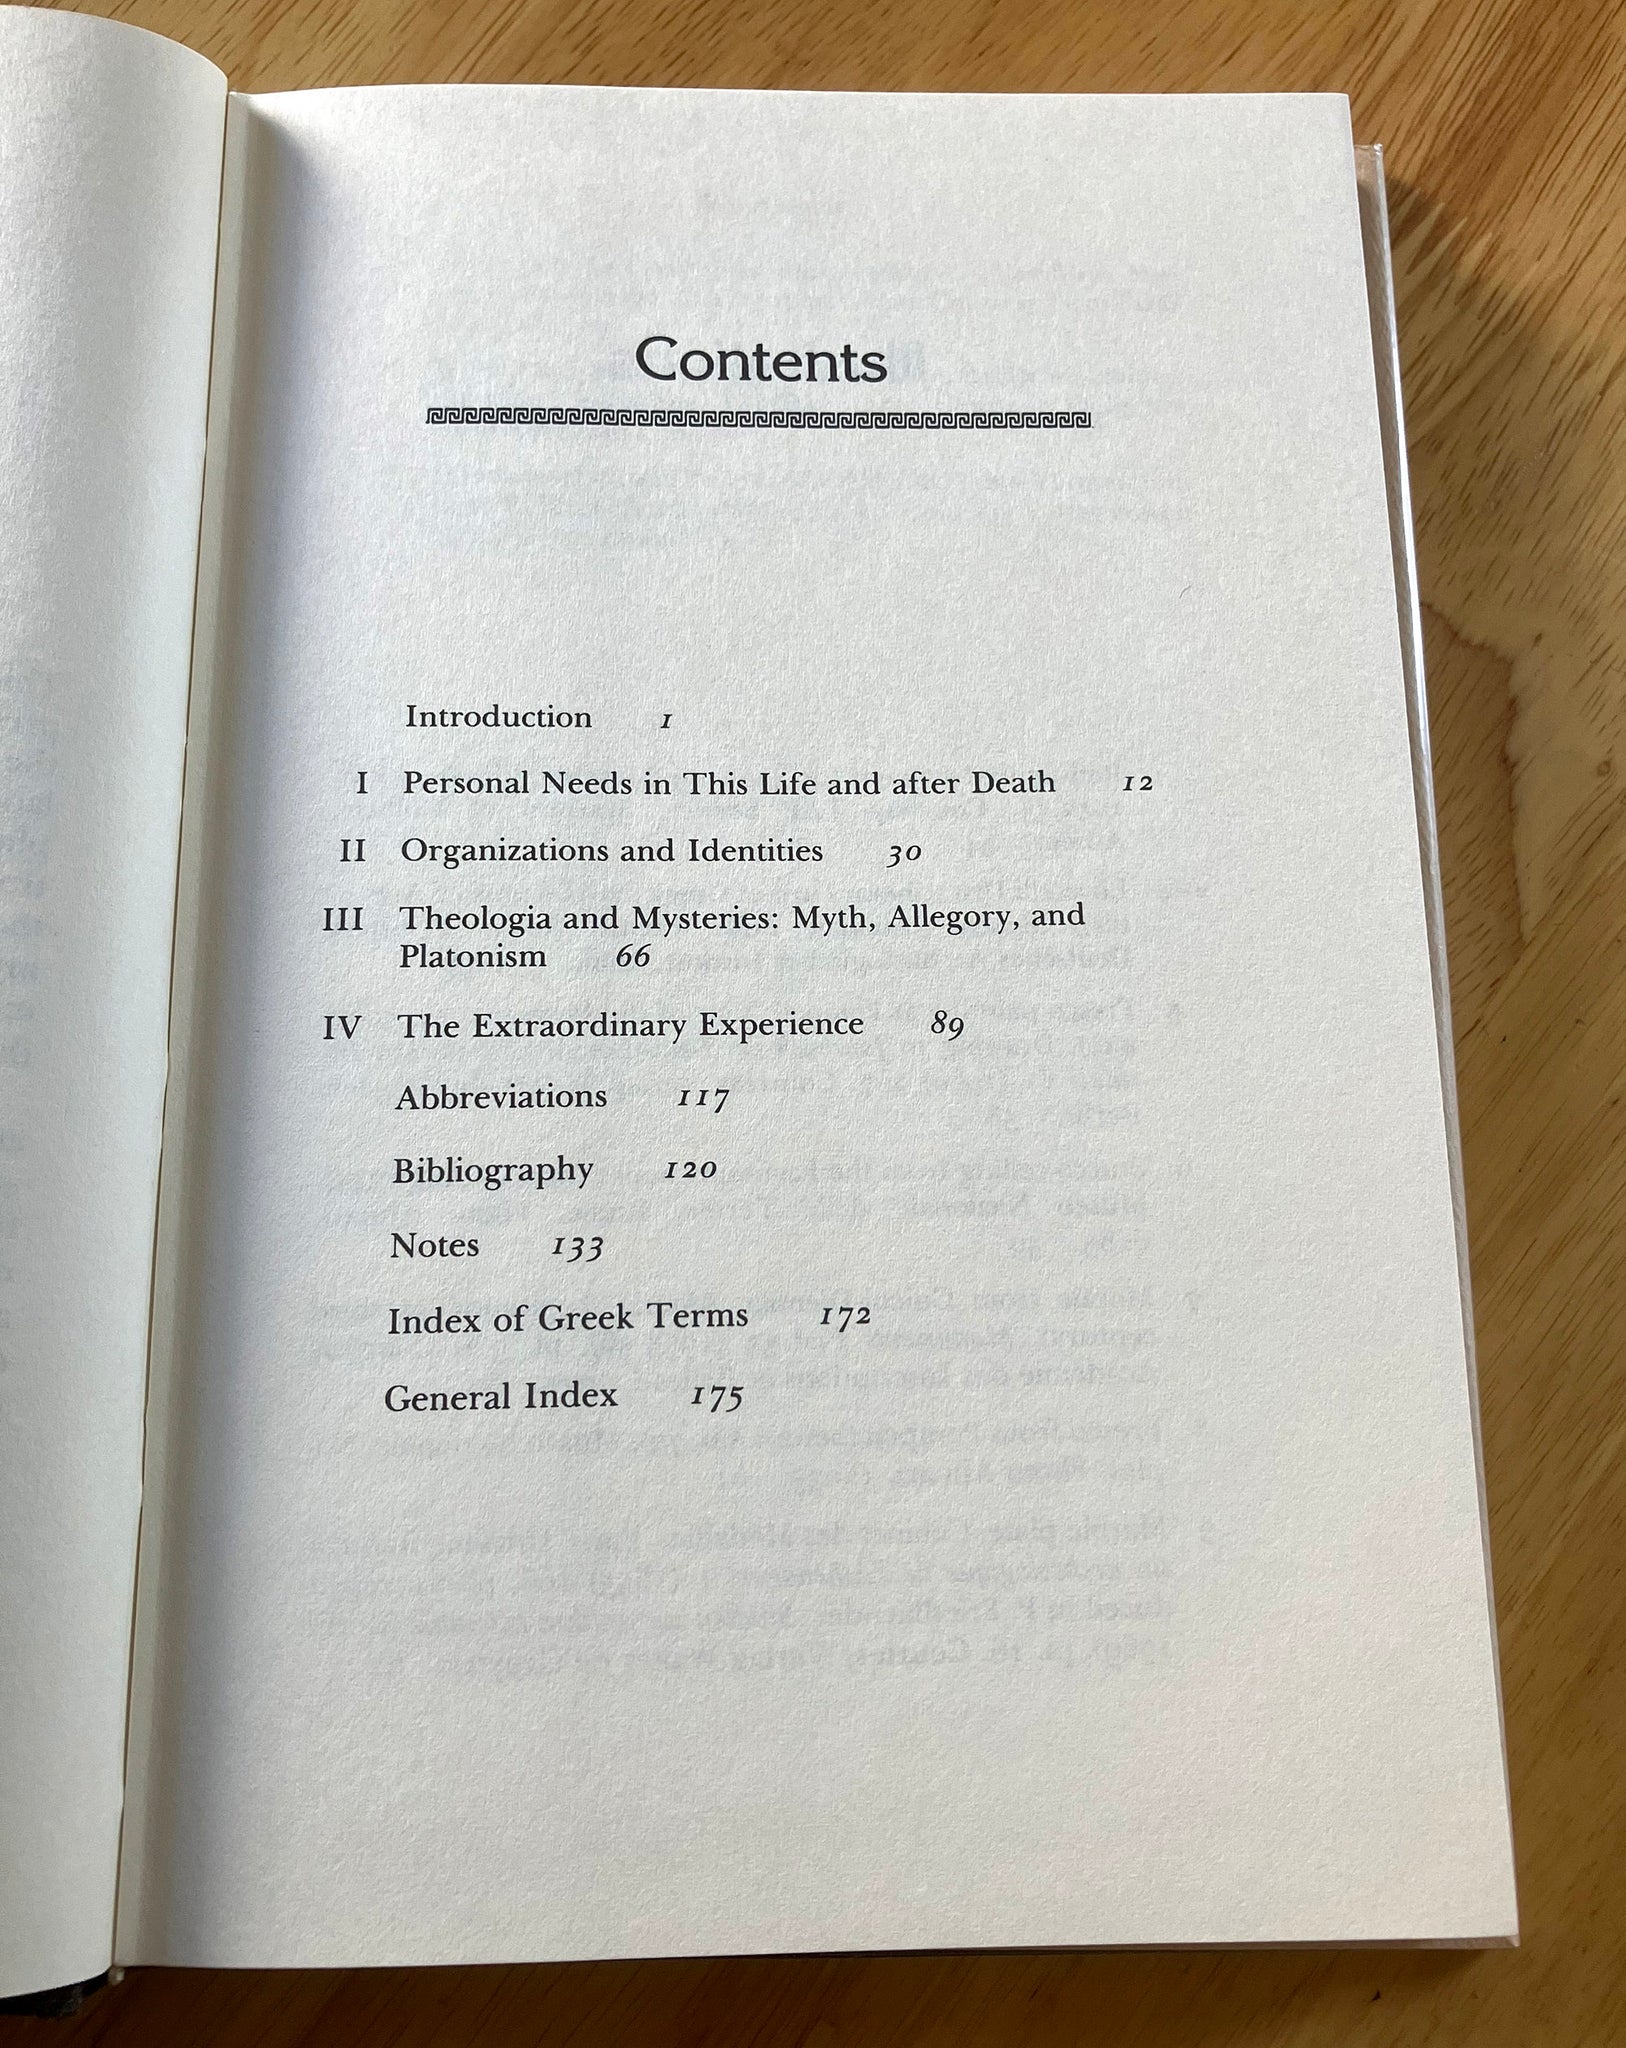 Contents
Introduction 1
I Personal Needs in This Life and after Death 12
II Organizations and Identities 30
III Theologia and Mysteries: Myth, Allegory, and
Platonism 66
IV The Extraordinary Experience 89
Abbreviations 117
Bibliography 120
Notes 133
Index of Greek Terms 172
General Index 175